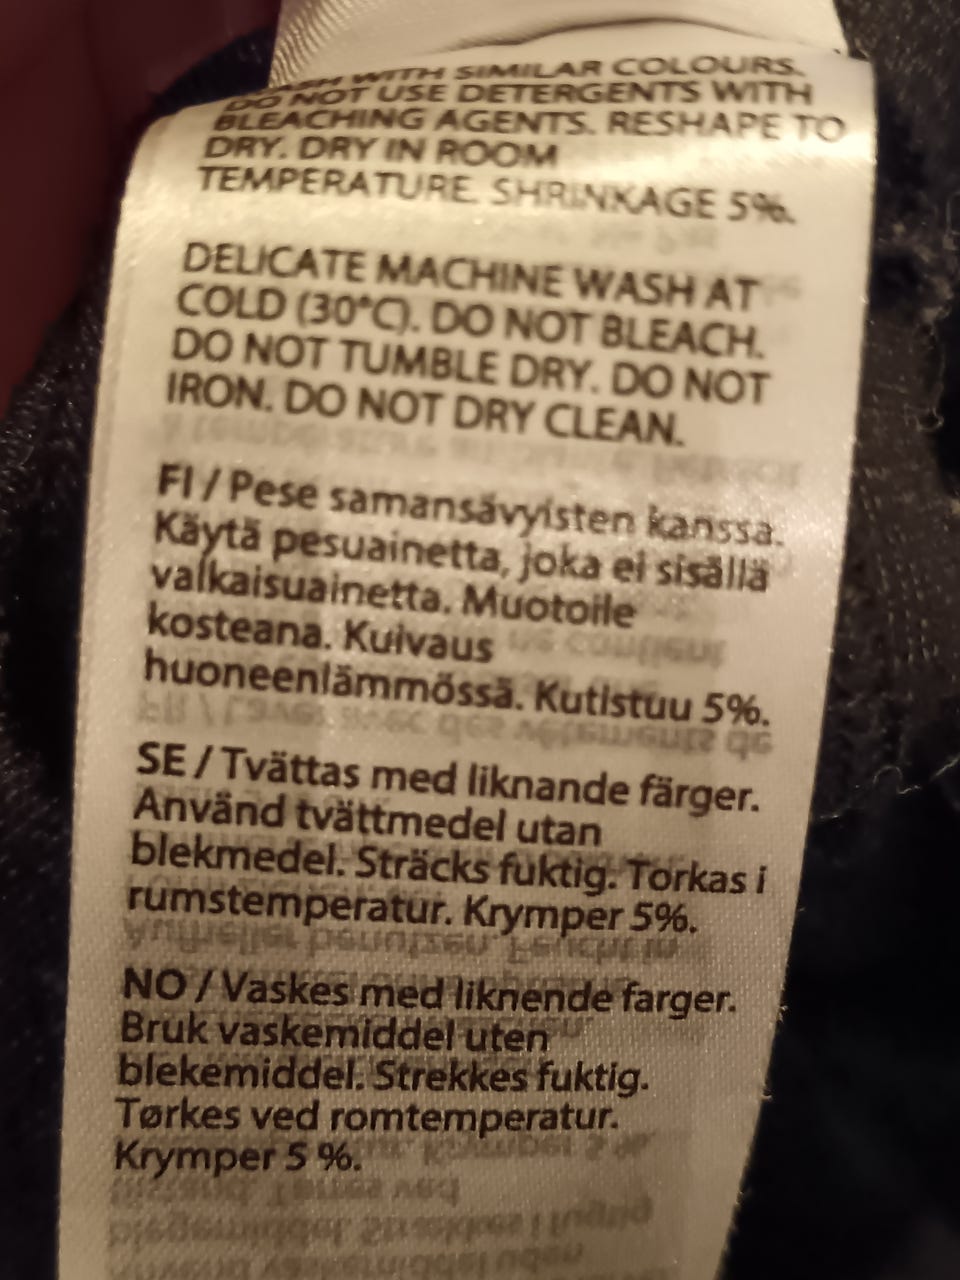 WASH WITH SIMILAR COLOURS.
DO NOT USE DETERGENTS WITH
BLEACHING AGENTS. RESHAPE TO
DRY. DRY IN ROOM
TEMPERATURE. SHRINKAGE 5%.
DELICATE MACHINE WASH AT
COLD (30°C). DO NOT BLEACH.
DO NOT TUMBLE DRY. DO NOT
IRON. DO NOT DRY CLEAN.
FI / Pese samansävyisten kanssa.
Käytä pesuainetta, joka ei sisällä
valkaisuainetta. Muotoile
kosteana. Kuivaus
huoneenlämmössä. Kutistuu 5%.
SE / Tvättas med liknande färger.
Använd tvättmedel utan
blekmedel. Sträcks fuktig. Torkas i
rumstemperatur. Krymper 5%.
NO / Vaskes med liknende farger.
Bruk vaskemiddel uten
blekemiddel. Strekkes fuktig.
Tørkes ved romtemperatur.
Krymper 5 %.